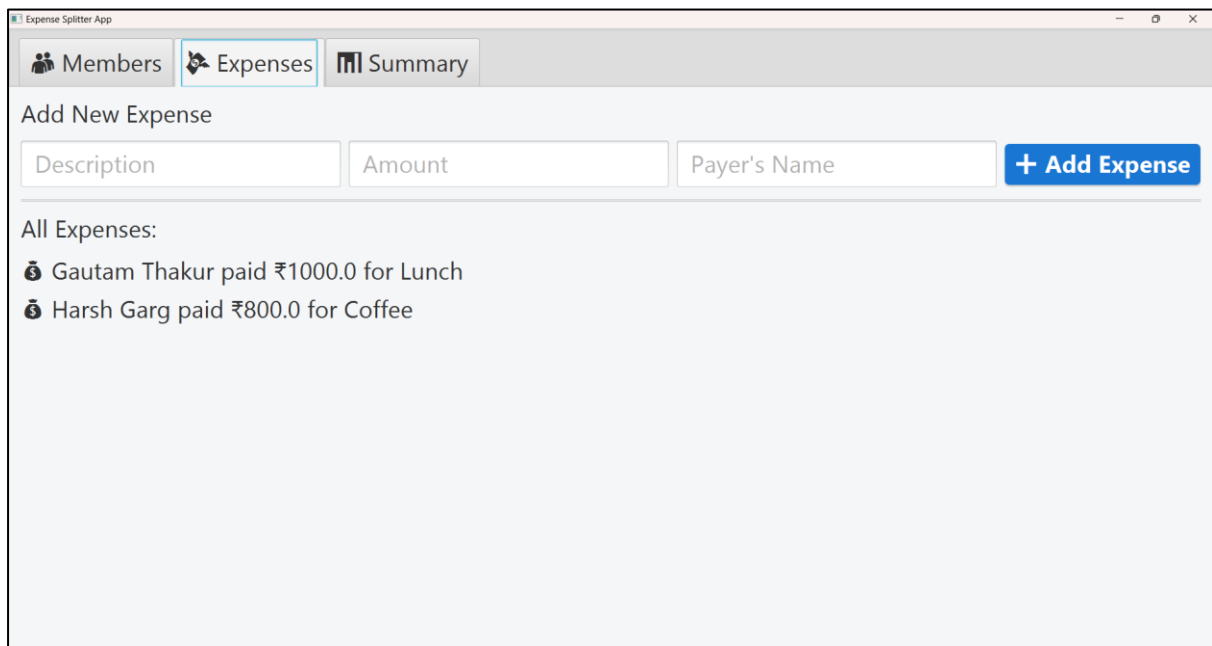 Expense Splitter App
Members Expenses Summary
Add New Expense
Description Amount Payer's Name + Add Expense
All Expenses:
Gautam Thakur paid ₹1000.0 for Lunch
Harsh Garg paid ₹800.0 for Coffee